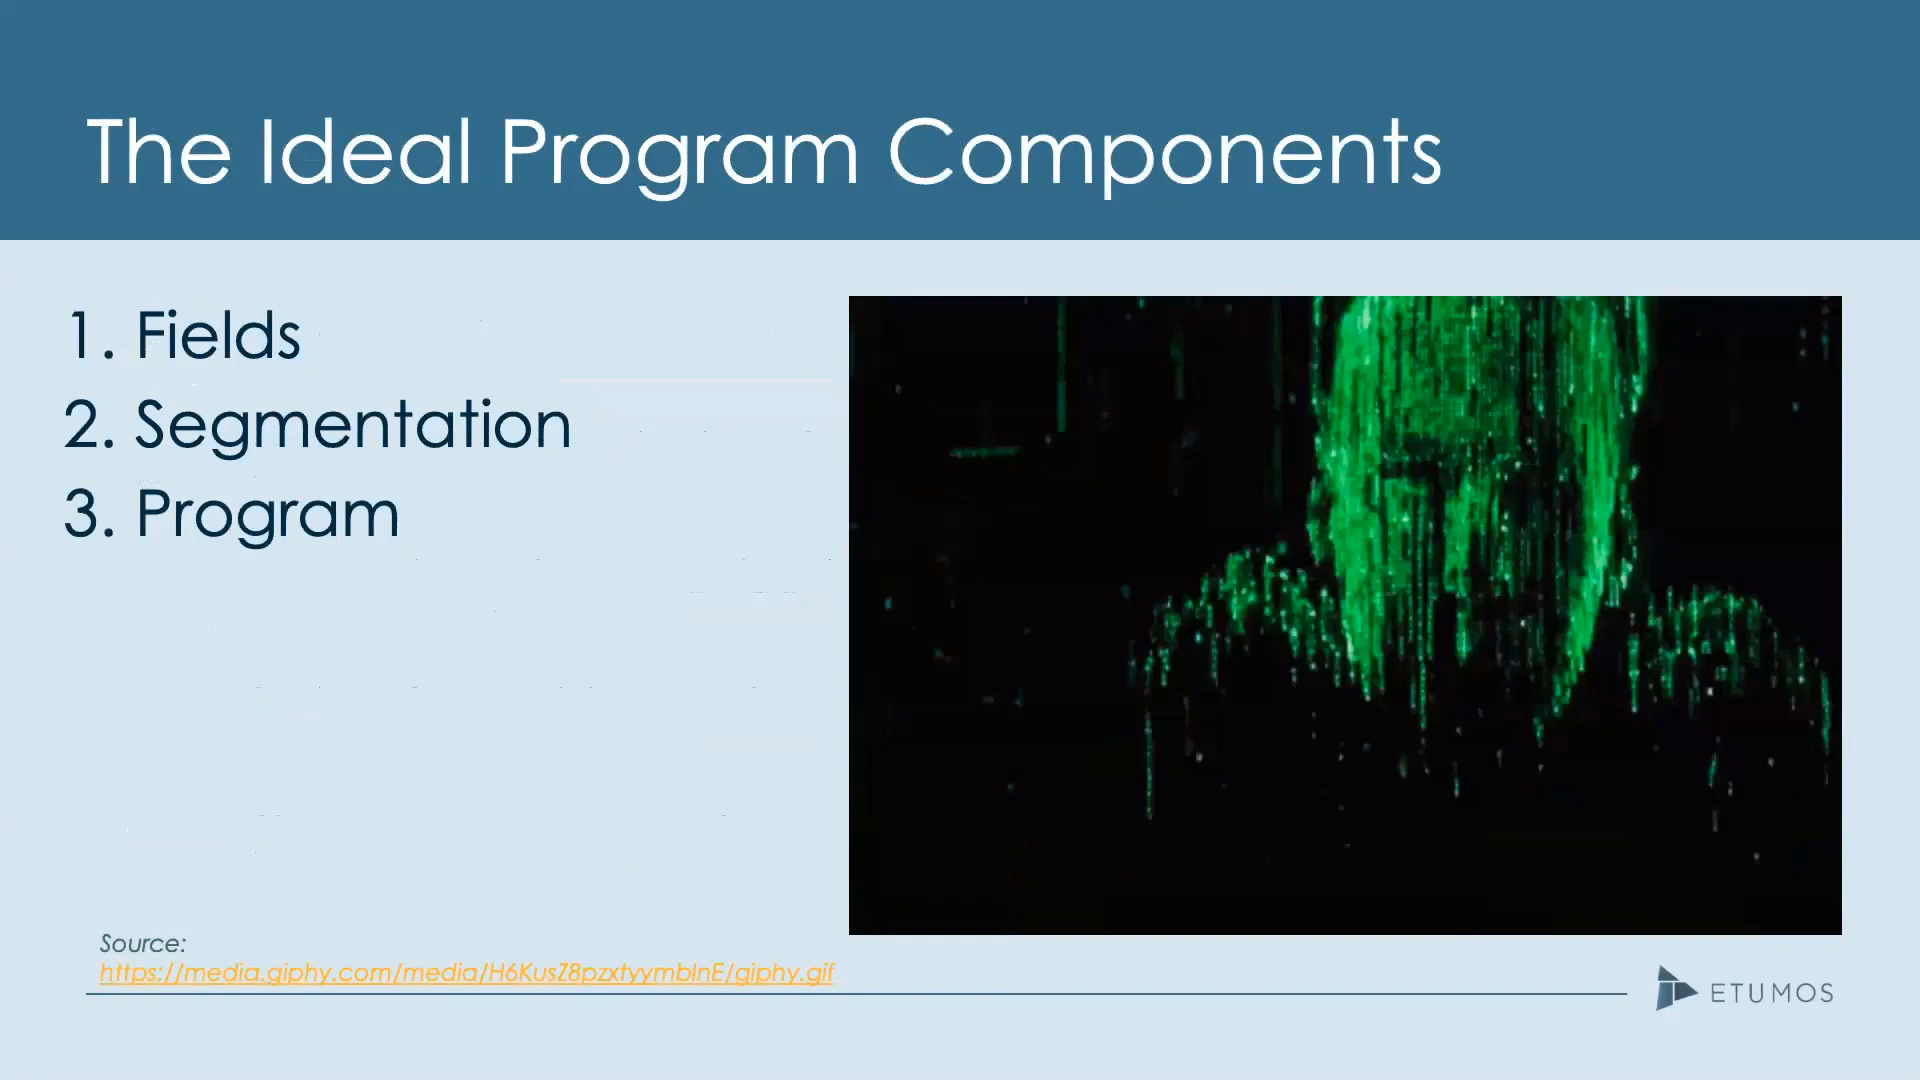 The Ideal Program Components
1. Fields
2. Segmentation
3. Program
Source:
https://media.giphy.com/media/H6KusZ8pzxtyymblnE/giphy.gif
ETUMOS